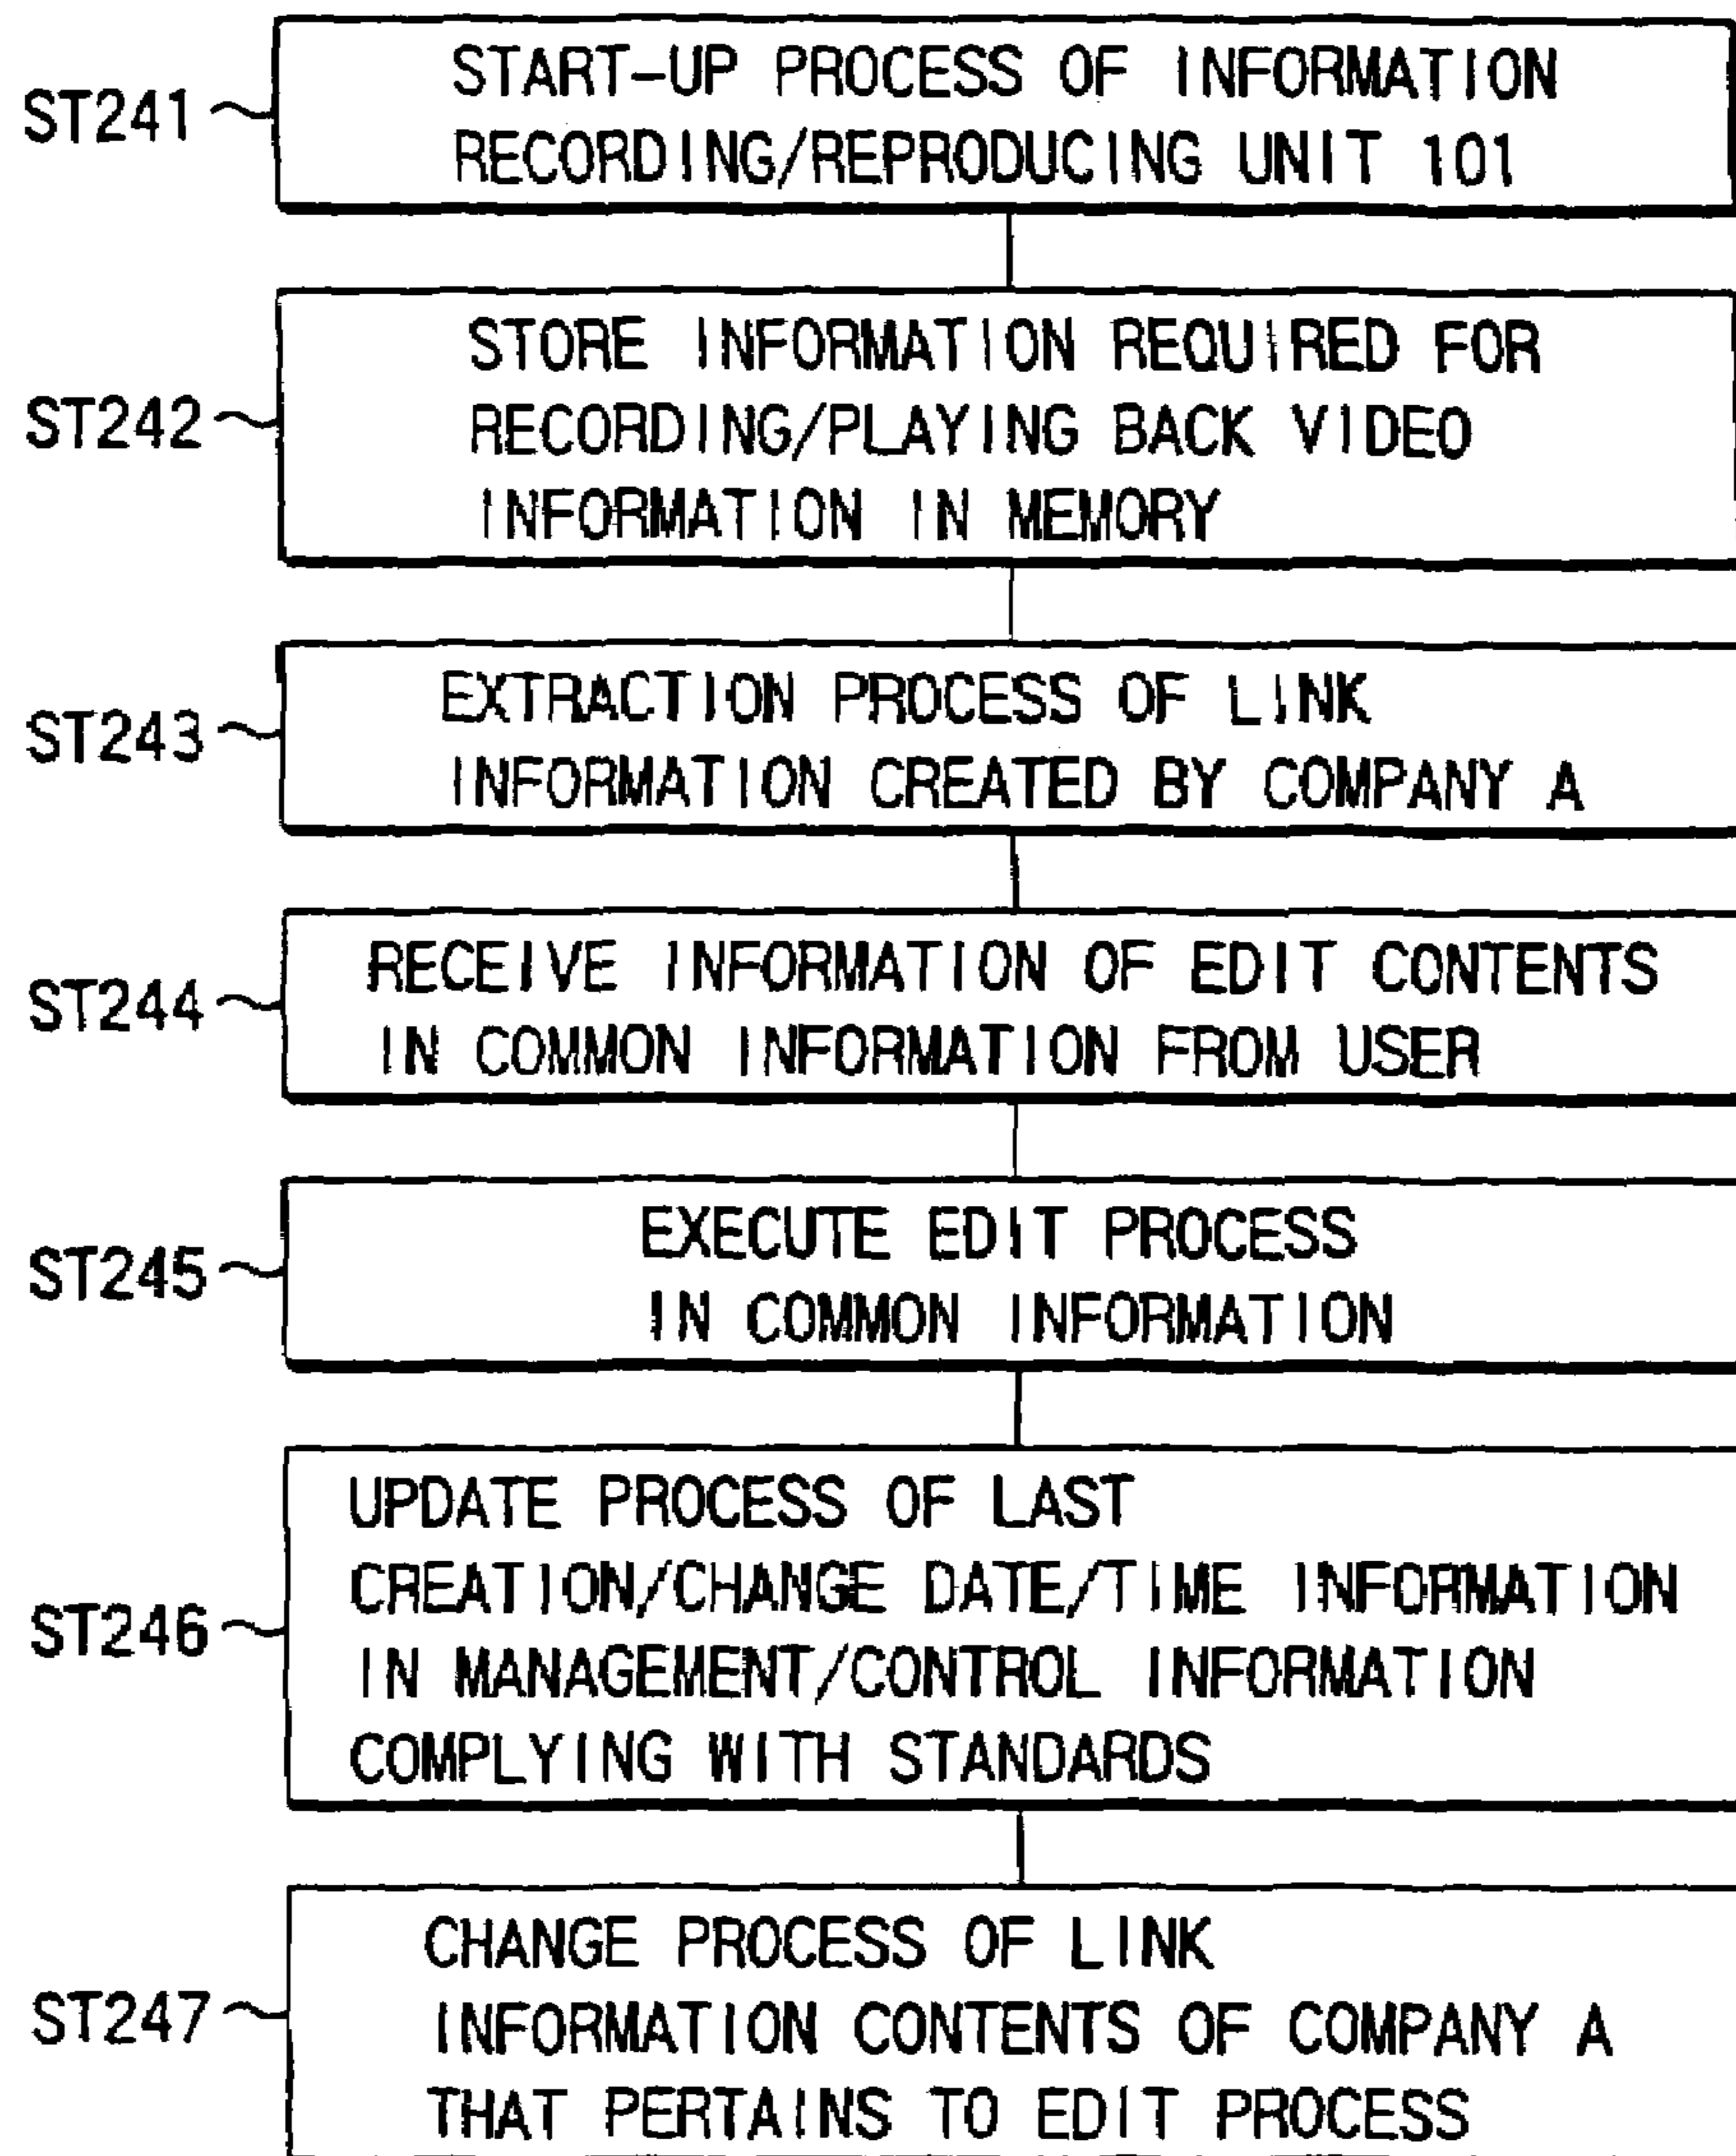 ST241
START-UP PROCESS OF INFORMATION
RECORDING/REPRODUCING UNIT 101
ST242
STORE INFORMATION REQUIRED FOR
RECORDING/PLAYING BACK VIDEO
INFORMATION IN MEMORY
ST243
EXTRACTION PROCESS OF LINK
INFORMATION CREATED BY COMPANY A
ST244
RECEIVE INFORMATION OF EDIT CONTENTS
IN COMMON INFORMATION FROM USER
ST245
EXECUTE EDIT PROCESS
IN COMMON INFORMATION
ST246
UPDATE PROCESS OF LAST
CREATION/CHANGE DATE/TIME INFORMATION
IN MANAGEMENT/CONTROL INFORMATION
COMPLYING WITH STANDARDS
ST247
CHANGE PROCESS OF LINK
INFORMATION CONTENTS OF COMPANY A
THAT PERTAINS TO EDIT PROCESS